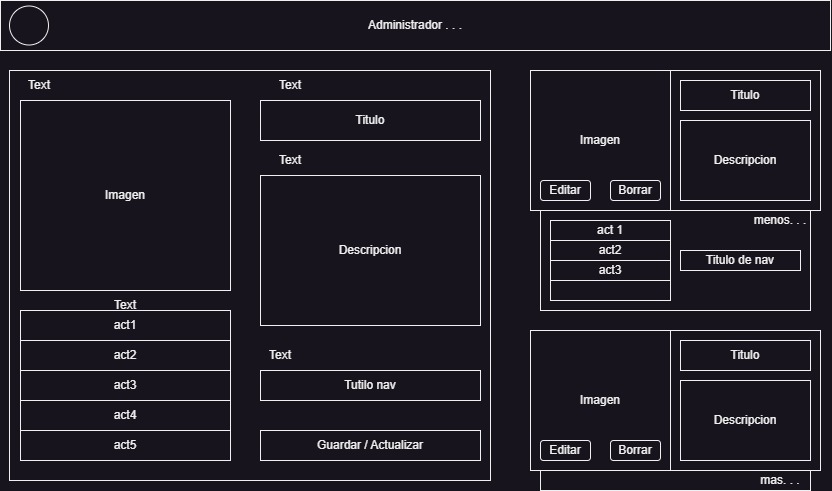 Administrador . . .
Text
Imagen
Text
act1
act2
act3
act4
act5
Text
Titulo
Text
Descripcion
Text
Tutilo nav
Guardar / Actualizar
Imagen
Editar
Borrar
Titulo
Descripcion
menos. . .
act 1
act2
act3
Titulo de nav
Imagen
Editar
Borrar
Titulo
Descripcion
mas. . .